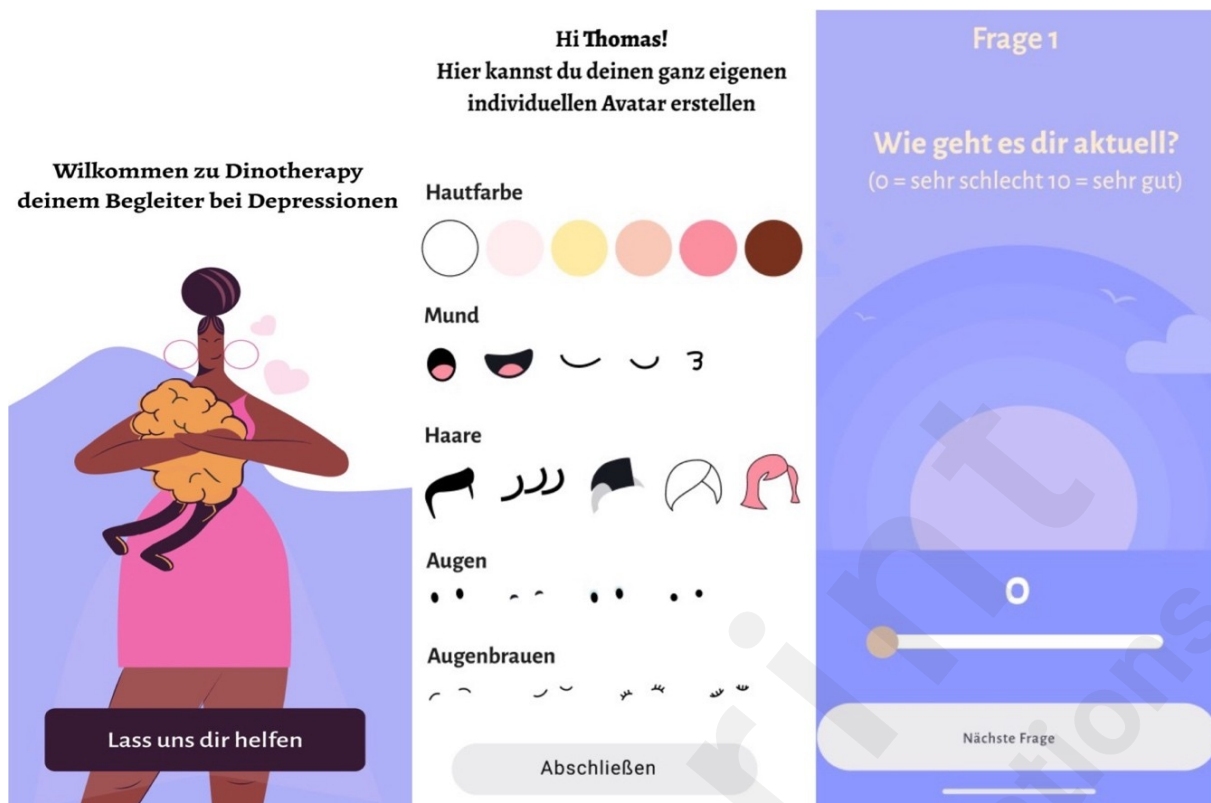 Wilkommen zu Dinotherapy
deinem Begleiter bei Depressionen
Lass uns dir helfen
Hi Thomas!
Hier kannst du deinen ganz eigenen
individuellen Avatar erstellen
Hautfarbe
Mund
Haare
Augen
Augenbrauen
Abschließen
Frage 1
Wie geht es dir aktuell?
(0 = sehr schlecht 10 = sehr gut)
0
Nächste Frage